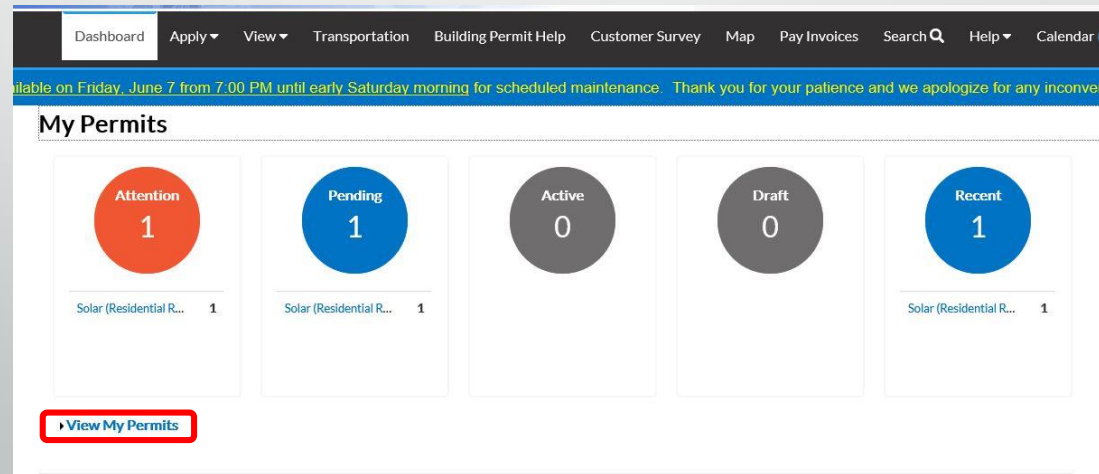 Dashboard Apply View Transportation Building Permit Help Customer Survey Map Pay Invoices Search Help Calendar
on Friday, June 7 from 7:00 PM until early Saturday morning for scheduled maintenance. Thank you for your patience and we apologize for any
My Permits
Attention Pending Active Draft Recent
1 1 0 0 1
Solar (Residential R... 1 Solar (Residential R... 1 Solar (Residential R... 1
View My Permits